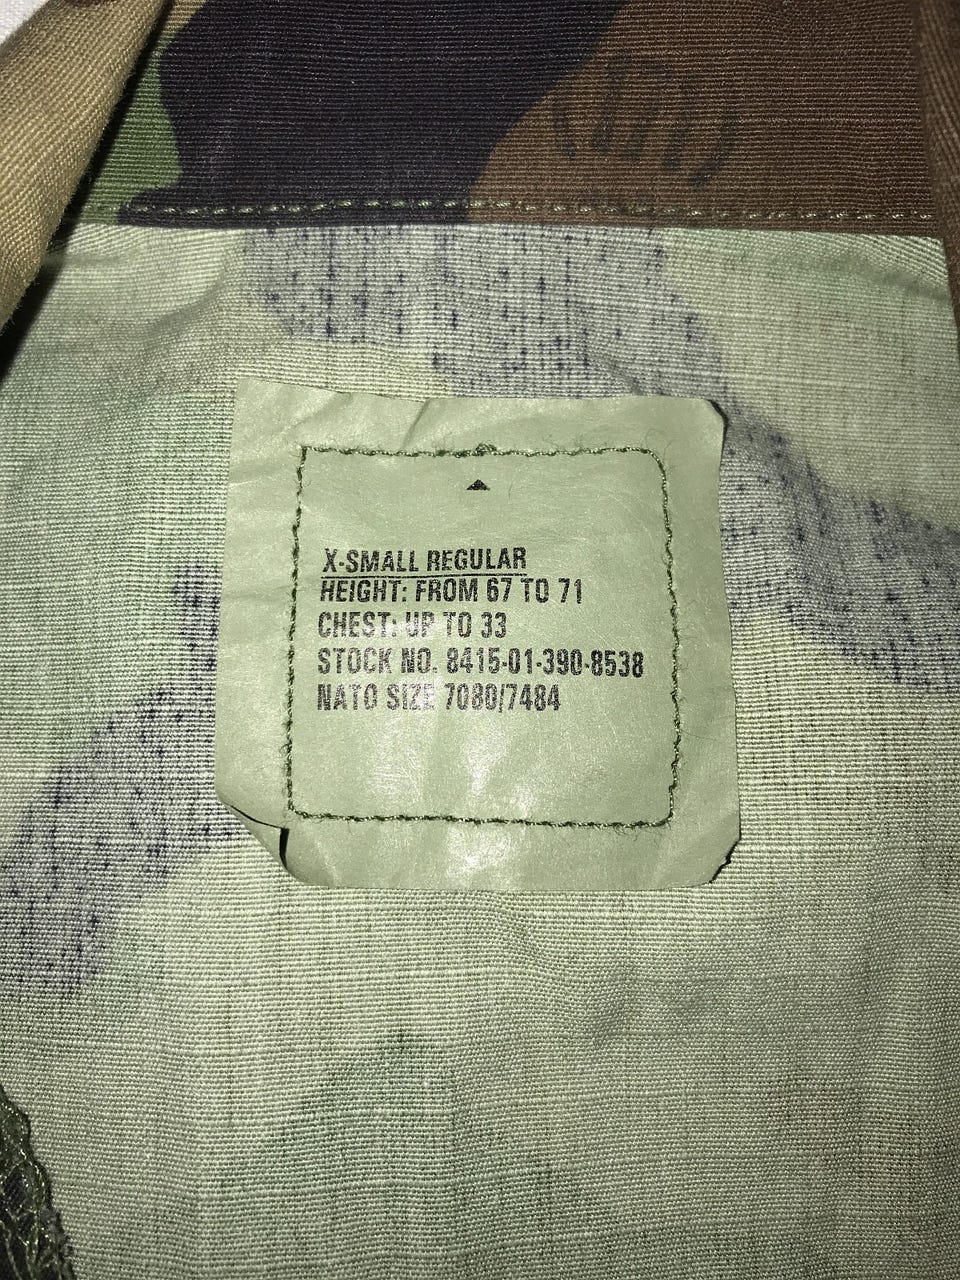 X-SMALL REGULAR
HEIGHT: FROM 67 TO 71
CHEST: UP TO 33
STOCK NO. 8415-01-390-8538
NATO SIZE 7080/7484